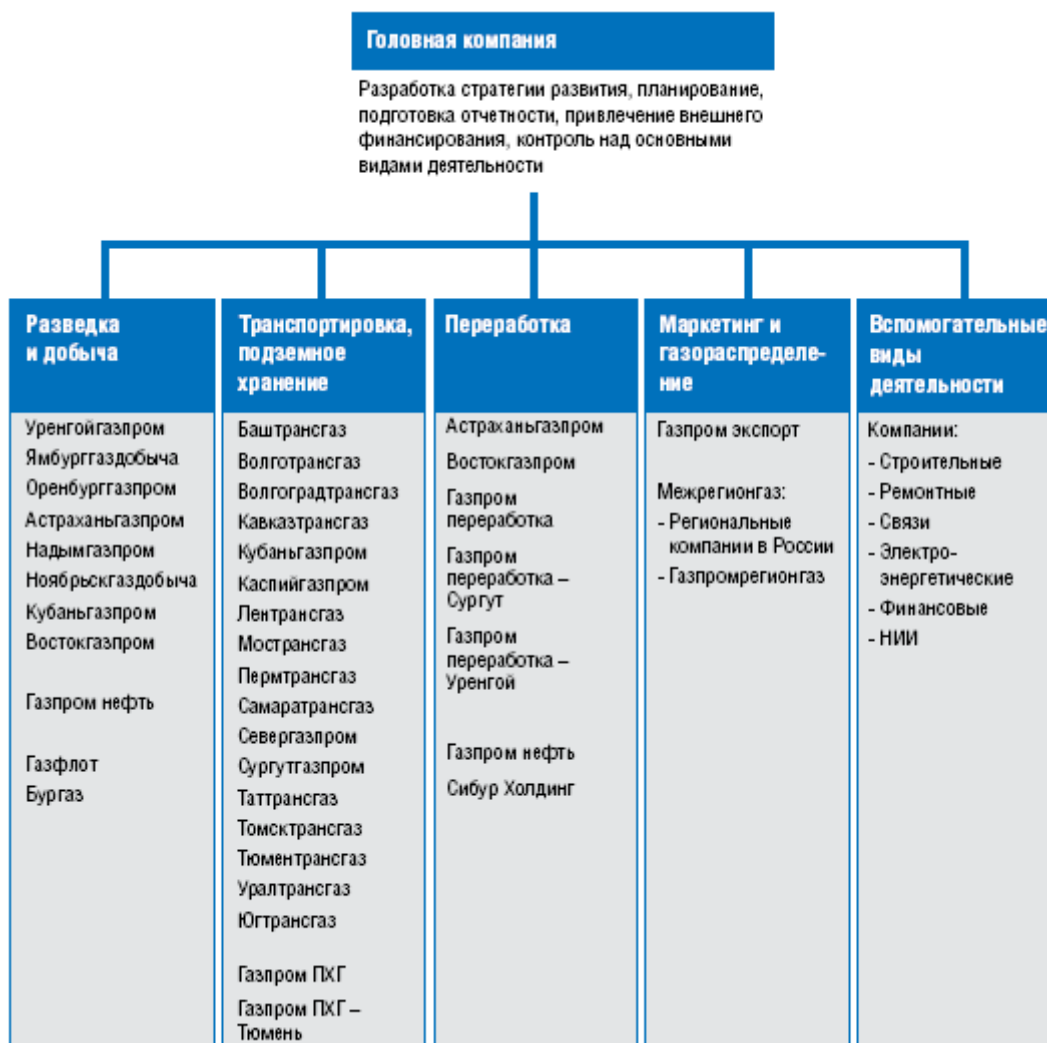 Головная компания
Разработка стратегии развития, планирование,
подготовка отчетности, привлечение внешнего
финансирования, контроль над основными
видами деятельности
Разведка
и добыча
Уренгойгазпром
Ямбурггаздобыча
Оренбурггазпром
Астраханьгазпром
Надымгазпром
Ноябрьскгаздобыча
Кубаньгазпром
Востокгазпром
Газпром нефть
Газфлот
Бургаз
Транспортировка,
подземное
хранение
Баштрансгаз
Волготрансгаз
Волгоградтрансгаз
Кавказтрансгаз
Кубаньгазпром
Каспийгазпром
Лентрансгаз
Мострансгаз
Пермтрансгаз
Самаратрансгаз
Севергазпром
Сургутгазпром
Таттрансгаз
Томсктрансгаз
Тюментрансгаз
Уралтрансгаз
Югтрансгаз
Газпром ПХГ
Газпром ПХГ –
Тюмень
Переработка
Астраханьгазпром
Востокгазпром
Газпром
переработка
Газпром
переработка –
Сургут
Газпром
переработка –
Уренгой
Газпром нефть
Сибур Холдинг
Маркетинг и
газораспределе-
ние
Газпром экспорт
Межрегионгаз:
- Региональные
компании в России
- Газпромрегионгаз
Вспомогательные
виды
деятельности
Компании:
- Строительные
- Ремонтные
- Связи
- Электро-
энергетические
- Финансовые
- НИИ